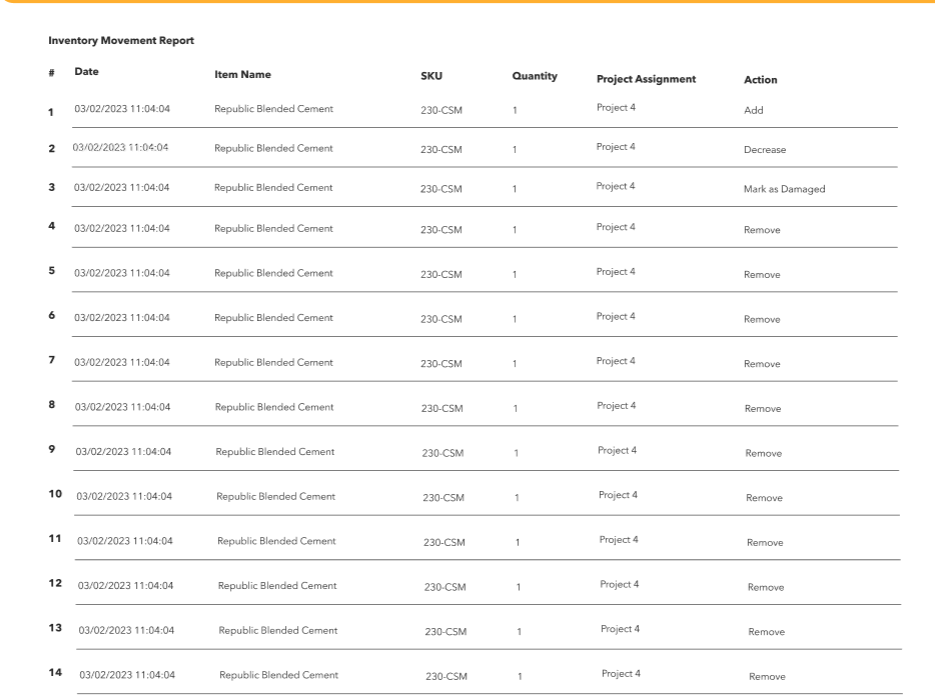 Inventory Movement Report
# Date Item Name SKU Quantity Project Assignment Action
1 03/02/2023 11:04:04 Republic Blended Cement 230-CSM 1 Project 4 Add
2 03/02/2023 11:04:04 Republic Blended Cement 230-CSM 1 Project 4 Decrease
3 03/02/2023 11:04:04 Republic Blended Cement 230-CSM 1 Project 4 Mark as Damaged
4 03/02/2023 11:04:04 Republic Blended Cement 230-CSM 1 Project 4 Remove
5 03/02/2023 11:04:04 Republic Blended Cement 230-CSM 1 Project 4 Remove
6 03/02/2023 11:04:04 Republic Blended Cement 230-CSM 1 Project 4 Remove
7 03/02/2023 11:04:04 Republic Blended Cement 230-CSM 1 Project 4 Remove
8 03/02/2023 11:04:04 Republic Blended Cement 230-CSM 1 Project 4 Remove
9 03/02/2023 11:04:04 Republic Blended Cement 230-CSM 1 Project 4 Remove
10 03/02/2023 11:04:04 Republic Blended Cement 230-CSM 1 Project 4 Remove
11 03/02/2023 11:04:04 Republic Blended Cement 230-CSM 1 Project 4 Remove
12 03/02/2023 11:04:04 Republic Blended Cement 230-CSM 1 Project 4 Remove
13 03/02/2023 11:04:04 Republic Blended Cement 230-CSM 1 Project 4 Remove
14 03/02/2023 11:04:04 Republic Blended Cement 230-CSM 1 Project 4 Remove